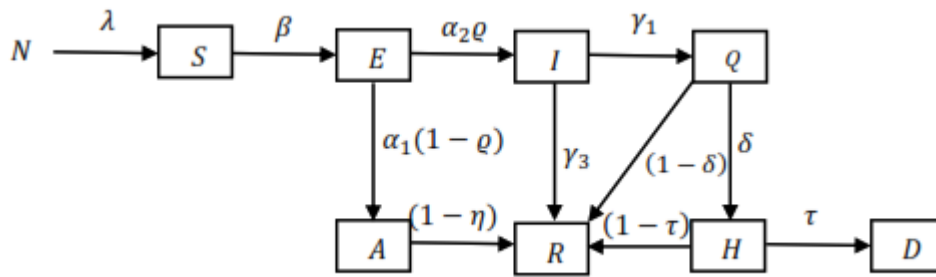 λ β α₂ϱ γ₁
N S E I Q
α₁(1 − ϱ) γ₃ (1 − δ) δ
(1 − η) (1 − τ) τ
A R H D